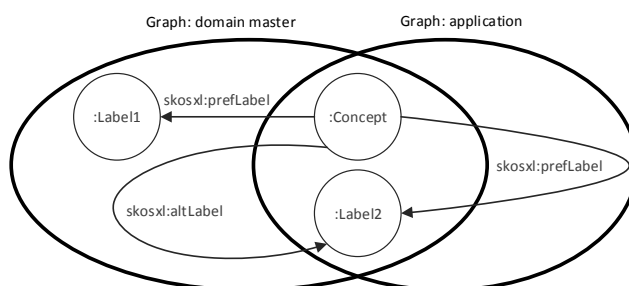 Graph: domain master
Graph: application
skosxl:prefLabel
:Label1
:Concept
skosxl:prefLabel
skosxl:altLabel
:Label2